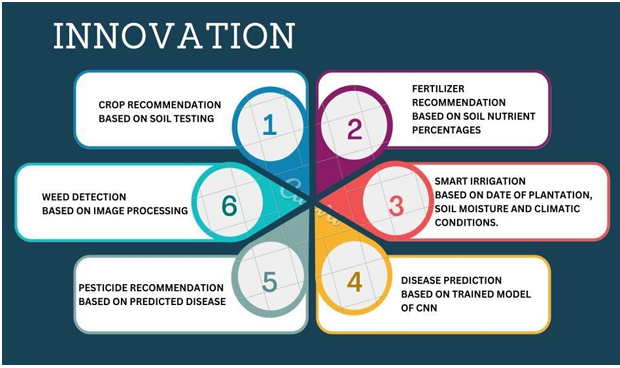 INNOVATION
1
CROP RECOMMENDATION
BASED ON SOIL TESTING
2
FERTILIZER
RECOMMENDATION
BASED ON SOIL NUTRIENT
PERCENTAGES
3
SMART IRRIGATION
BASED ON DATE OF PLANTATION,
SOIL MOISTURE AND CLIMATIC
CONDITIONS.
4
DISEASE PREDICTION
BASED ON TRAINED MODEL
OF CNN
5
PESTICIDE RECOMMENDATION
BASED ON PREDICTED DISEASE
6
WEED DETECTION
BASED ON IMAGE PROCESSING